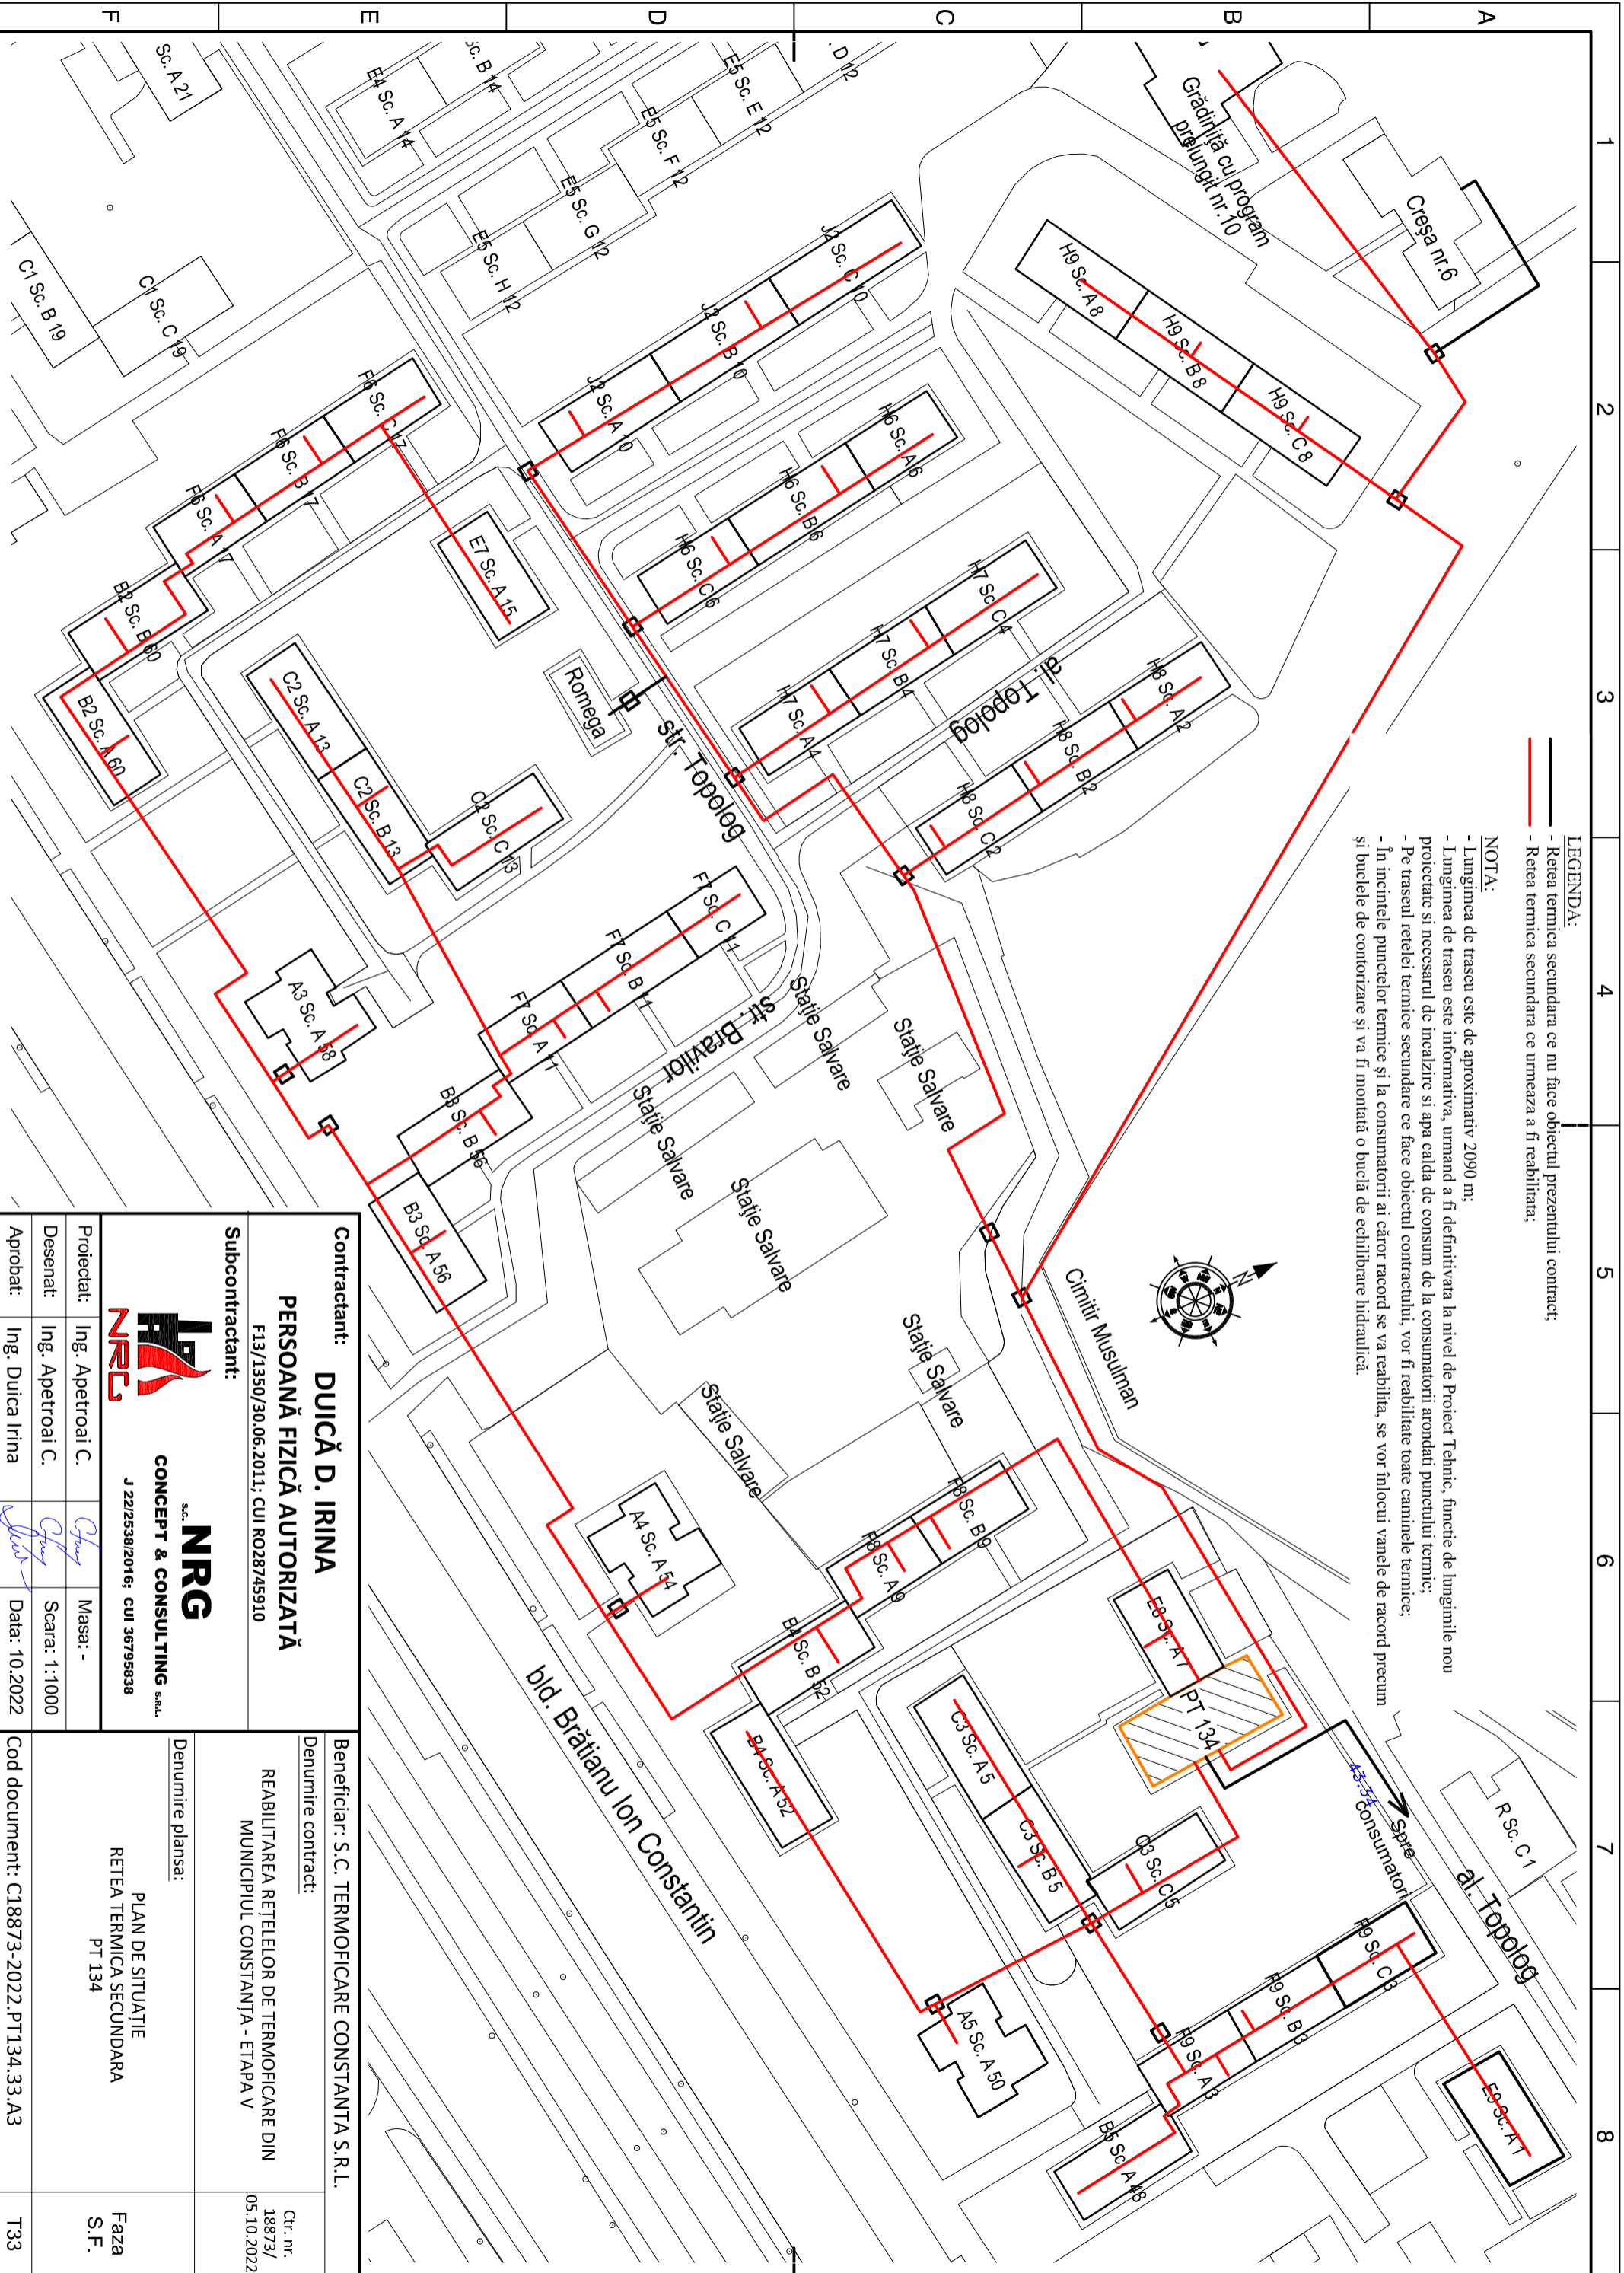 1
2
3
4
5
6
7
8
A
B
C
D
E
F
LEGENDA:
- Retea termica secundara ce nu face obiectul prezentului contract;
- Retea termica secundara ce urmeaza a fi reabilitata;
NOTA:
- Lungimea de traseu este de aproximativ 2090 m;
- Lungimea de traseu este informativa, urmand a fi definitivata la nivel de Proiect Tehnic, functie de lungimile nou
proiectate si necesarul de incalzire si apa calda de consum de la consumatorii arondati punctului termic;
- Pe traseul retelei termice secundare ce face obiectul contractului, vor fi reabilitate toate caminele termice;
- În incintele punctelor termice și la consumatorii ai căror racord se va reabilita, se vor înlocui vanele de racord precum
și buclele de contorizare și va fi montată o buclă de echilibrare hidraulică.
Creșa nr.6
Grădiniță cu program
prelungit nr.10
H9 Sc. A 8
H9 Sc. B 8
H9 Sc. C 8
J2 Sc. C 10
J2 Sc. B 10
J2 Sc. A 10
H6 Sc. A 6
H6 Sc. B 6
H6 Sc. C 6
H7 Sc. C 4
H7 Sc. B 4
H7 Sc. A 4
H8 Sc. A 2
H8 Sc. B 2
H8 Sc. C 2
al. Topolog
str. Topolog
Romega
. D 12
E5 Sc. E 12
E5 Sc. F 12
E5 Sc. G 12
E5 Sc. H 12
Sc. B 14
E4 Sc. A 14
Sc. A 21
C1 Sc. C 19
C1 Sc. B 19
F6 Sc. C 17
F6 Sc. B 17
F6 Sc. A 17
E7 Sc. A 15
B2 Sc. B 60
B2 Sc. A 60
C2 Sc. A 13
C2 Sc. B 13
C2 Sc. C 13
F7 Sc. C 11
F7 Sc. B 11
F7 Sc. A 11
A3 Sc. A 58
B3 Sc. B 56
B3 Sc. A 56
str. Bravilor
Stație Salvare
Stație Salvare
Stație Salvare
Stație Salvare
Stație Salvare
Stație Salvare
Cimitir Musulman
N
F8 Sc. B 9
F8 Sc. A 9
A4 Sc. A 54
B4 Sc. B 52
B4 Sc. A 52
bld. Brătianu Ion Constantin
E8 Sc. A 7
PT 134
C3 Sc. A 5
C3 Sc. B 5
C3 Sc. C 5
A5 Sc. A 50
F9 Sc. C 3
F9 Sc. B 3
F9 Sc. A 3
B5 Sc. A 48
E9 Sc. A 1
R Sc. C 1
al. Topolog
43.34
Spre
consumatori
Contractant:
DUICĂ D. IRINA
PERSOANĂ FIZICĂ AUTORIZATĂ
F13/1350/30.06.2011; CUI RO28745910
Subcontractant:
NRG
s.c. NRG
CONCEPT & CONSULTING s.r.l.
J 22/2538/2016; CUI 36795838
Proiectat: Ing. Apetroai C. Masa: -
Desenat: Ing. Apetroai C. Scara: 1:1000
Aprobat: Ing. Duica Irina Data: 10.2022
Beneficiar: S.C. TERMOFICARE CONSTANTA S.R.L.
Denumire contract:
REABILITAREA REȚELELOR DE TERMOFICARE DIN
MUNICIPIUL CONSTANȚA - ETAPA V
Ctr. nr.
18873/
05.10.2022
Denumire plansa:
PLAN DE SITUAȚIE
RETEA TERMICA SECUNDARA
PT 134
Faza
S.F.
Cod document: C18873-2022.PT134.33.A3
T33